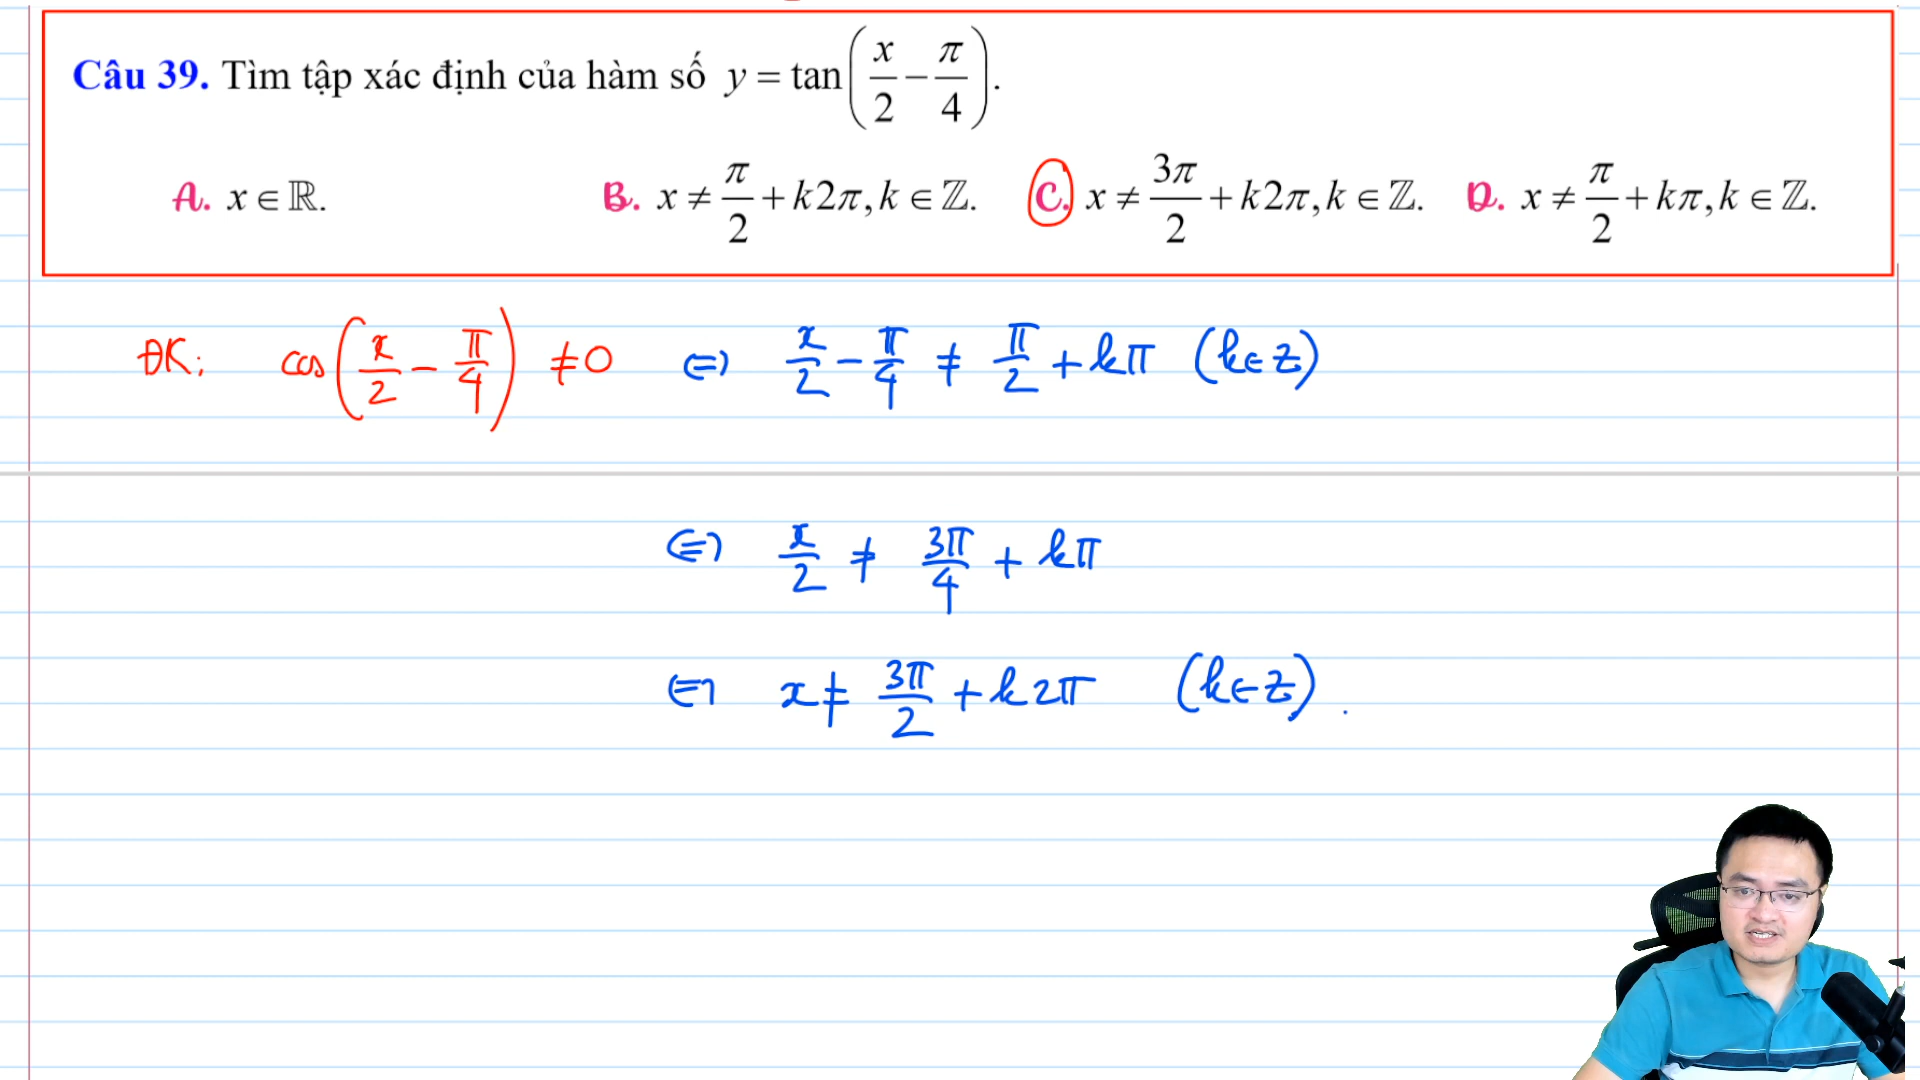 Câu 39. Tìm tập xác định của hàm số y = tan(x/2 − π/4).
A. x ∈ ℝ. B. x ≠ π/2 + k2π, k ∈ ℤ. C. x ≠ 3π/2 + k2π, k ∈ ℤ. D. x ≠ π/2 + kπ, k ∈ ℤ.
ĐK: cos(x/2 − π/4) ≠ 0 ⇔ x/2 − π/4 ≠ π/2 + kπ (k ∈ Z)
⇔ x/2 ≠ 3π/4 + kπ
⇔ x ≠ 3π/2 + k2π (k ∈ Z).